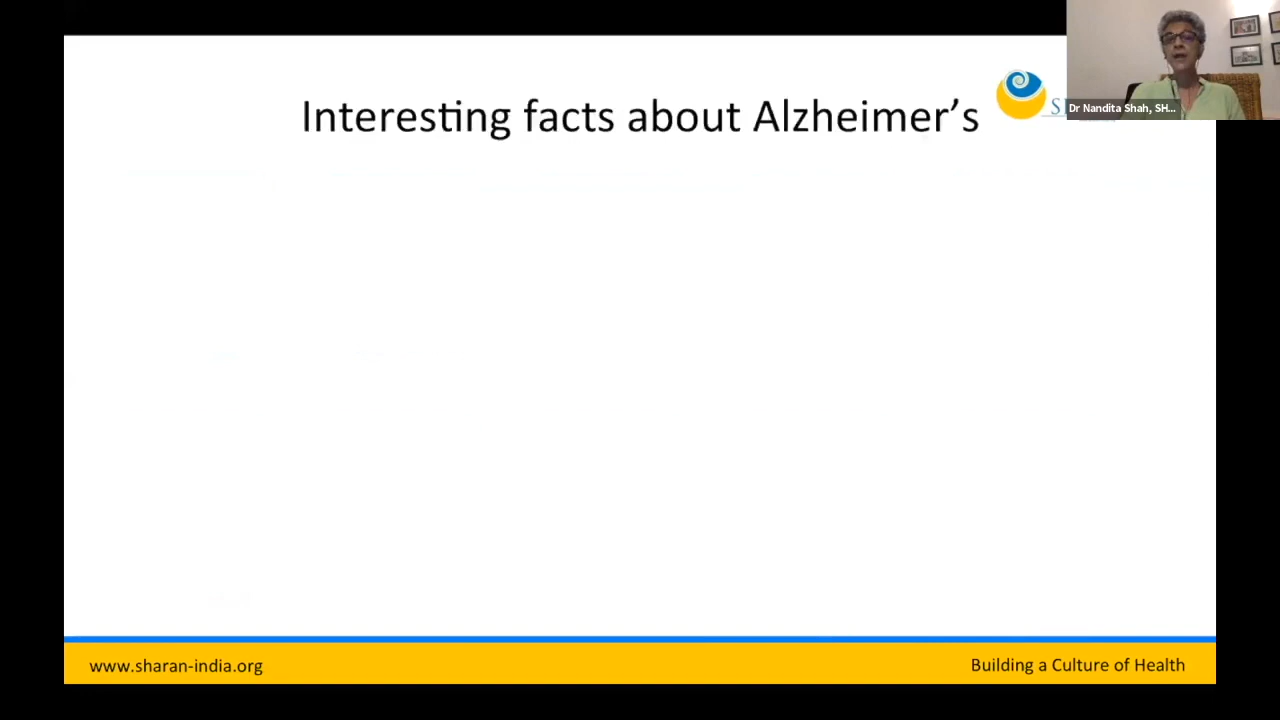 Interesting facts about Alzheimer's
S
Dr Nandita Shah, SH...
www.sharan-india.org
Building a Culture of Health